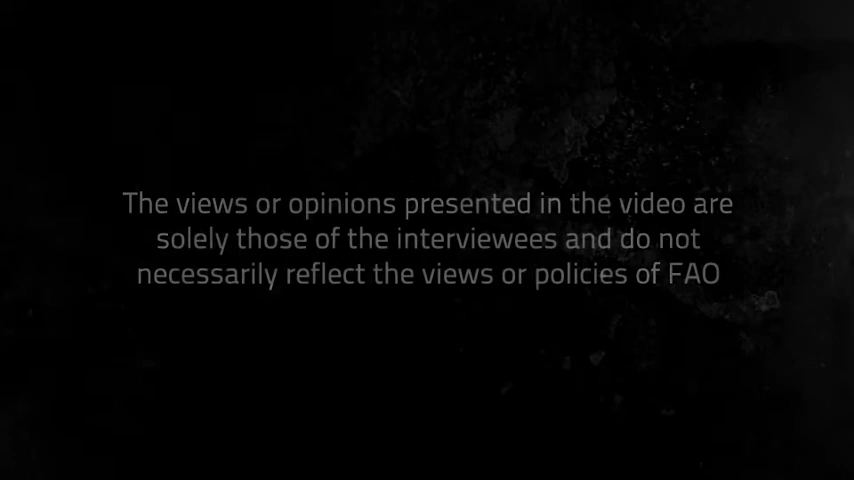 The views or opinions presented in the video are
solely those of the interviewees and do not
necessarily reflect the views or policies of FAO